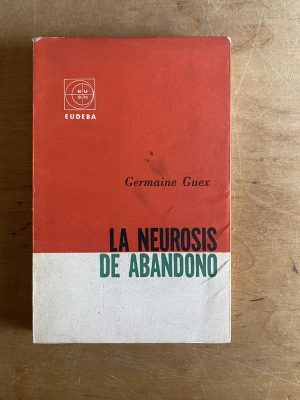 EUDEBA
Germaine Guex
LA NEUROSIS
DE ABANDONO